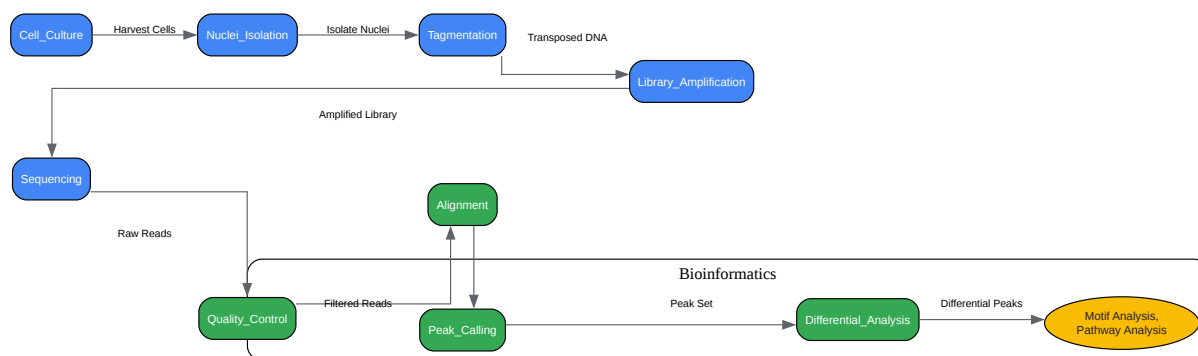 Cell_Culture
Harvest Cells
Nuclei_Isolation
Isolate Nuclei
Tagmentation
Transposed DNA
Library_Amplification
Amplified Library
Sequencing
Raw Reads
Alignment
Bioinformatics
Quality_Control
Filtered Reads
Peak_Calling
Peak Set
Differential_Analysis
Differential Peaks
Motif Analysis,
Pathway Analysis